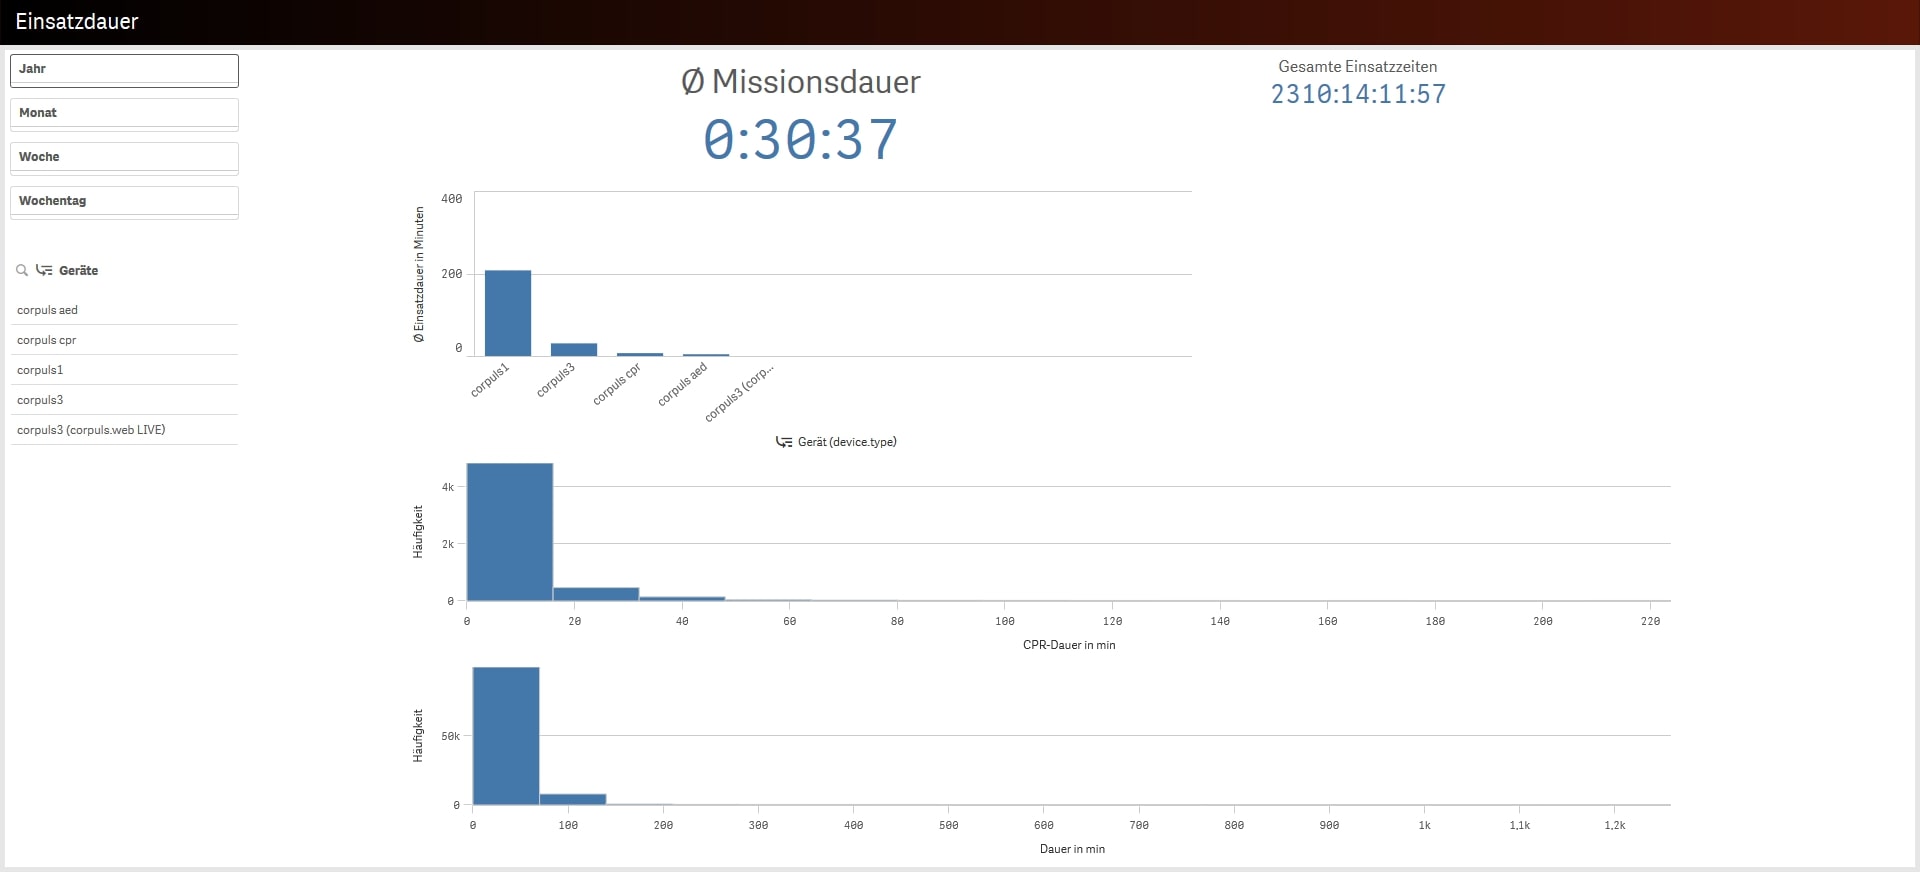 Einsatzdauer
Jahr
Monat
Woche
Wochentag
Geräte
corpuls aed
corpuls cpr
corpuls1
corpuls3
corpuls3 (corpuls.web LIVE)
Ø Missionsdauer
0:30:37
Gesamte Einsatzzeiten
2310:14:11:57
Ø Einsatzdauer in Minuten
400
200
0
corpuls1
corpuls3
corpuls cpr
corpuls aed
corpuls3 (corp...
Gerät (device.type)
Häufigkeit
4k
2k
0
0 20 40 60 80 100 120 140 160 180 200 220
CPR-Dauer in min
Häufigkeit
50k
0
0 100 200 300 400 500 600 700 800 900 1k 1,1k 1,2k
Dauer in min